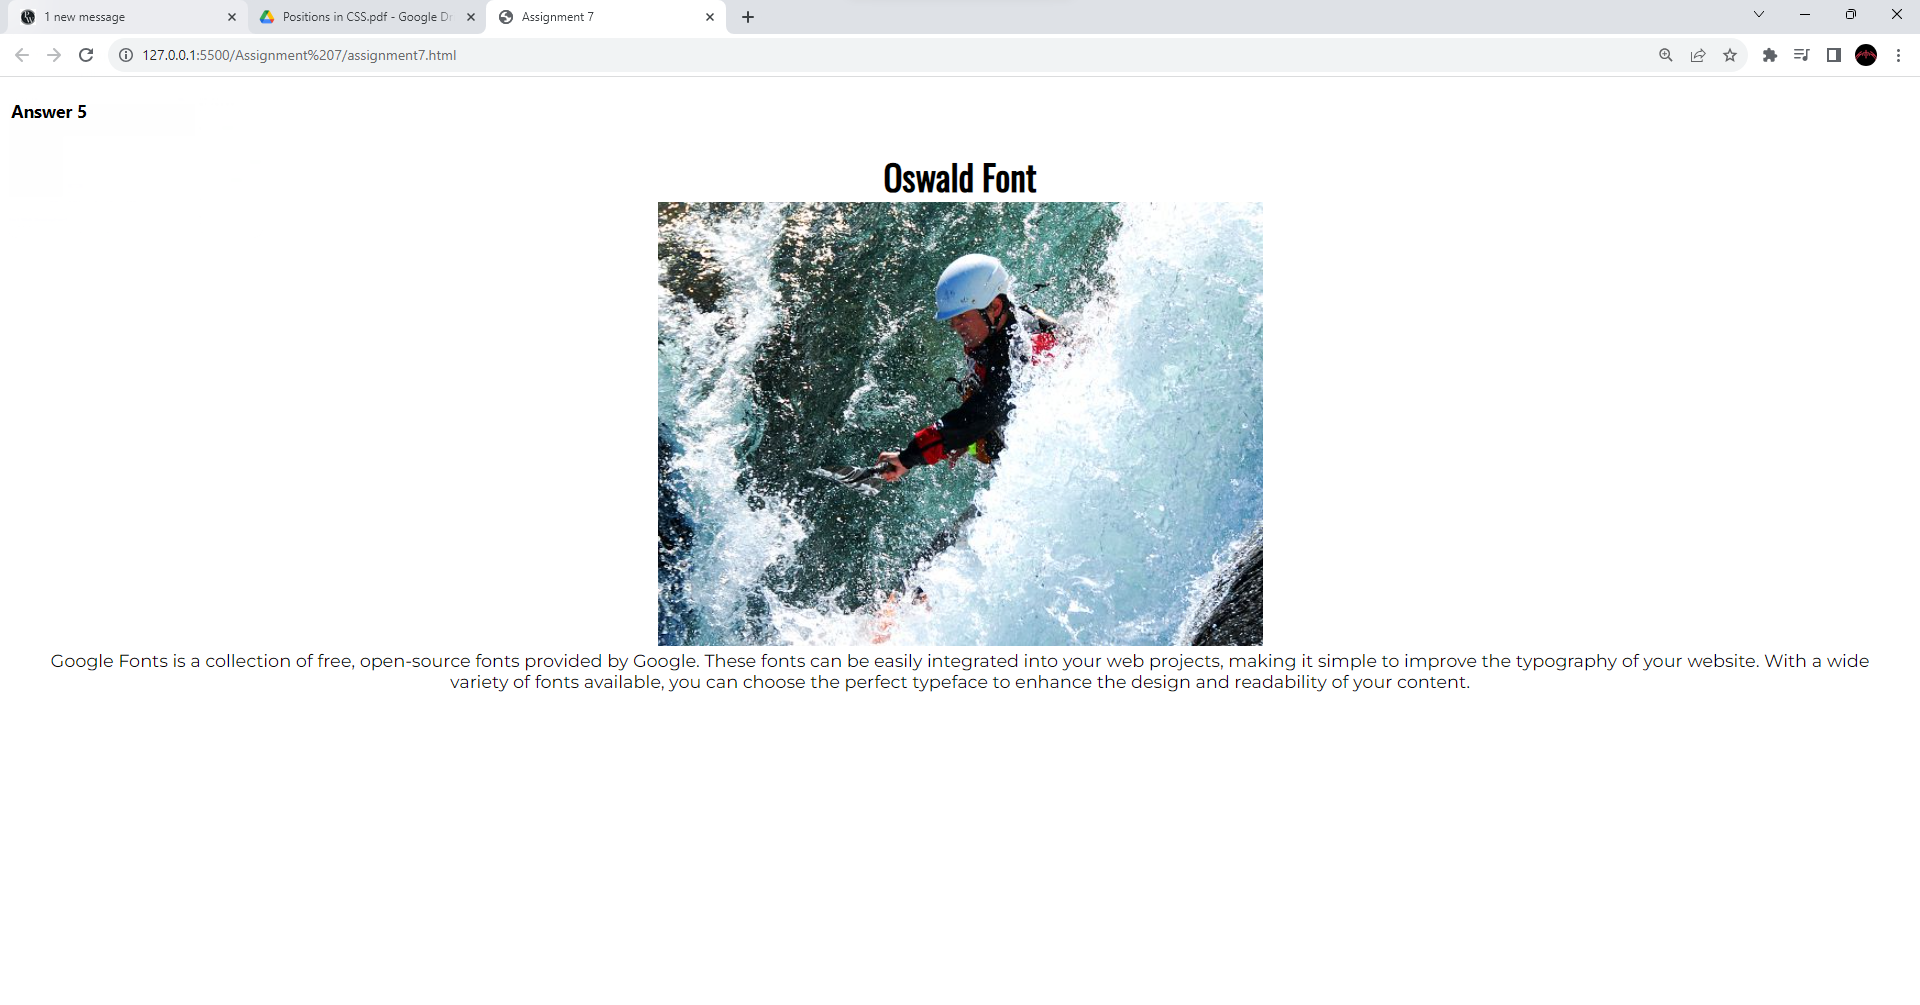 1 new message
Positions in CSS.pdf - Google Dr
Assignment 7
127.0.0.1:5500/Assignment%207/assignment7.html
Answer 5
Oswald Font
Google Fonts is a collection of free, open-source fonts provided by Google. These fonts can be easily integrated into your web projects, making it simple to improve the typography of your website. With a wide
variety of fonts available, you can choose the perfect typeface to enhance the design and readability of your content.